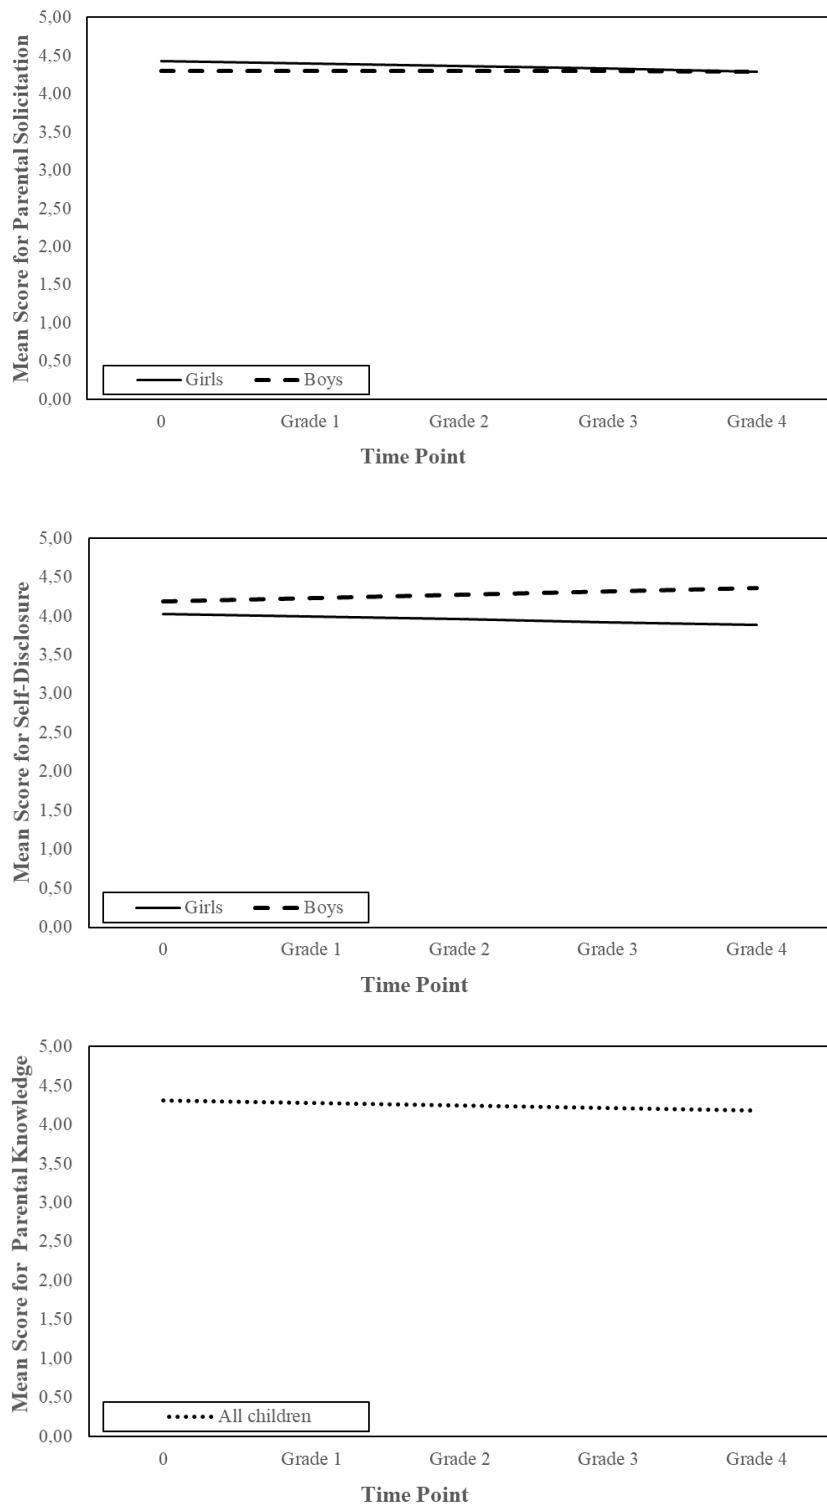 Mean Score for Parental Solicitation
5,00
4,50
4,00
3,50
3,00
2,50
2,00
1,50
1,00
0,50
0,00
Girls Boys
0 Grade 1 Grade 2 Grade 3 Grade 4
Time Point
Mean Score for Self-Disclosure
5,00
4,50
4,00
3,50
3,00
2,50
2,00
1,50
1,00
0,50
0,00
Girls Boys
0 Grade 1 Grade 2 Grade 3 Grade 4
Time Point
Mean Score for Parental Knowledge
5,00
4,50
4,00
3,50
3,00
2,50
2,00
1,50
1,00
0,50
0,00
All children
0 Grade 1 Grade 2 Grade 3 Grade 4
Time Point